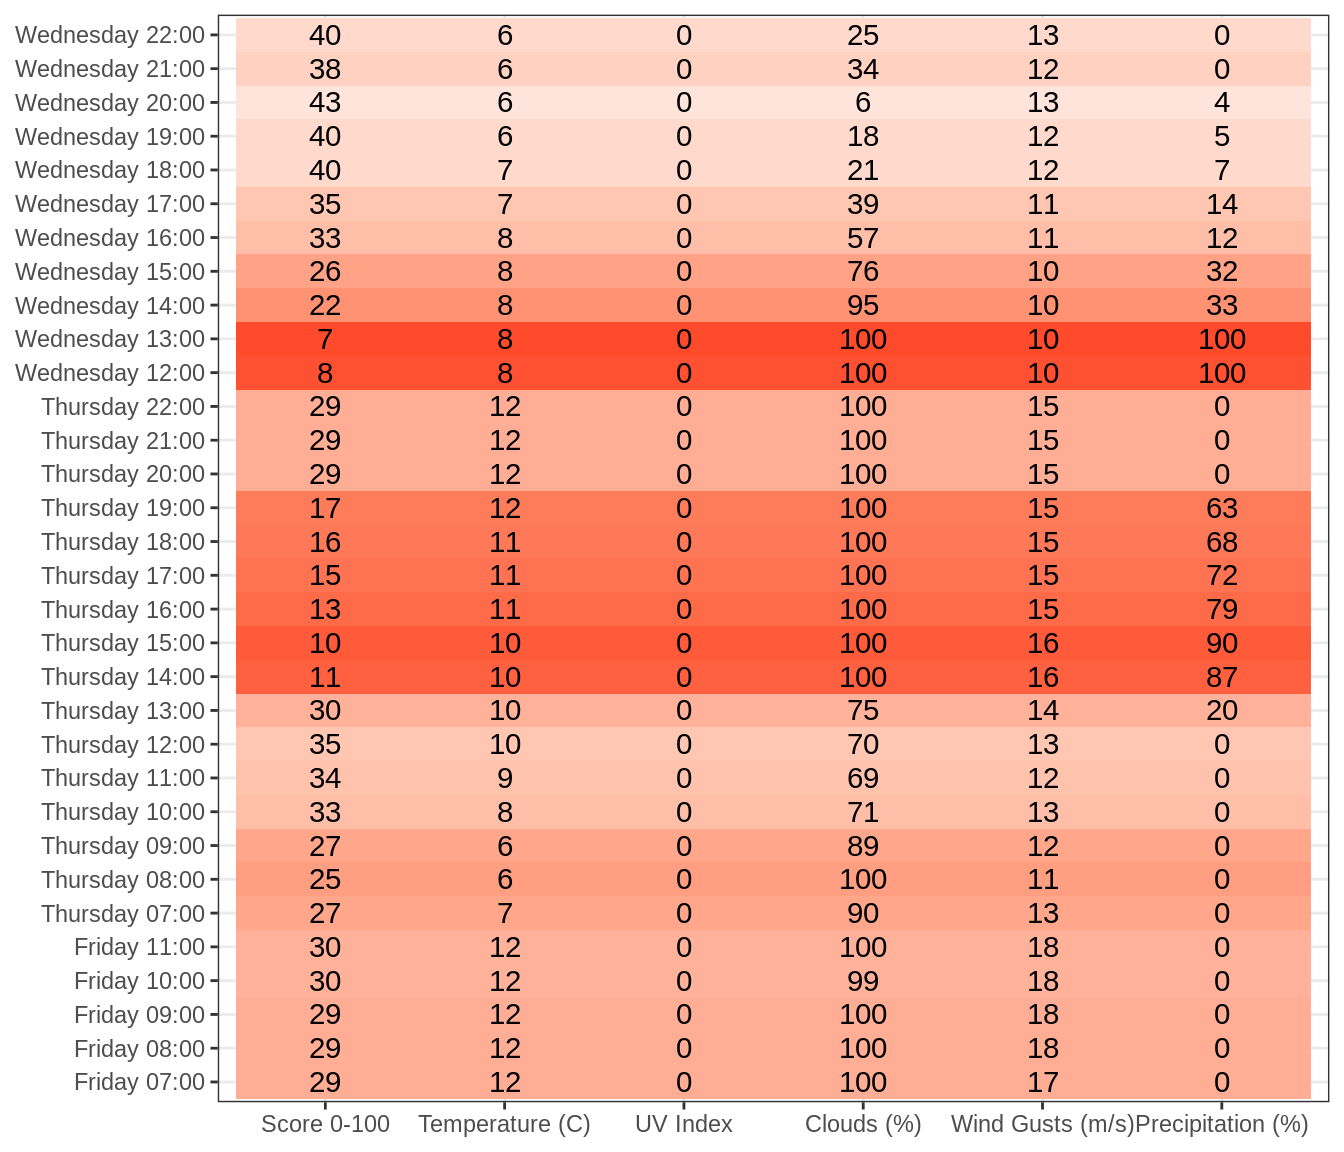 Wednesday 22:00 40 6 0 25 13 0
Wednesday 21:00 38 6 0 34 12 0
Wednesday 20:00 43 6 0 6 13 4
Wednesday 19:00 40 6 0 18 12 5
Wednesday 18:00 40 7 0 21 12 7
Wednesday 17:00 35 7 0 39 11 14
Wednesday 16:00 33 8 0 57 11 12
Wednesday 15:00 26 8 0 76 10 32
Wednesday 14:00 22 8 0 95 10 33
Wednesday 13:00 7 8 0 100 10 100
Wednesday 12:00 8 8 0 100 10 100
Thursday 22:00 29 12 0 100 15 0
Thursday 21:00 29 12 0 100 15 0
Thursday 20:00 29 12 0 100 15 0
Thursday 19:00 17 12 0 100 15 63
Thursday 18:00 16 11 0 100 15 68
Thursday 17:00 15 11 0 100 15 72
Thursday 16:00 13 11 0 100 15 79
Thursday 15:00 10 10 0 100 16 90
Thursday 14:00 11 10 0 100 16 87
Thursday 13:00 30 10 0 75 14 20
Thursday 12:00 35 10 0 70 13 0
Thursday 11:00 34 9 0 69 12 0
Thursday 10:00 33 8 0 71 13 0
Thursday 09:00 27 6 0 89 12 0
Thursday 08:00 25 6 0 100 11 0
Thursday 07:00 27 7 0 90 13 0
Friday 11:00 30 12 0 100 18 0
Friday 10:00 30 12 0 99 18 0
Friday 09:00 29 12 0 100 18 0
Friday 08:00 29 12 0 100 18 0
Friday 07:00 29 12 0 100 17 0
Score 0-100 Temperature (C) UV Index Clouds (%) Wind Gusts (m/s) Precipitation (%)